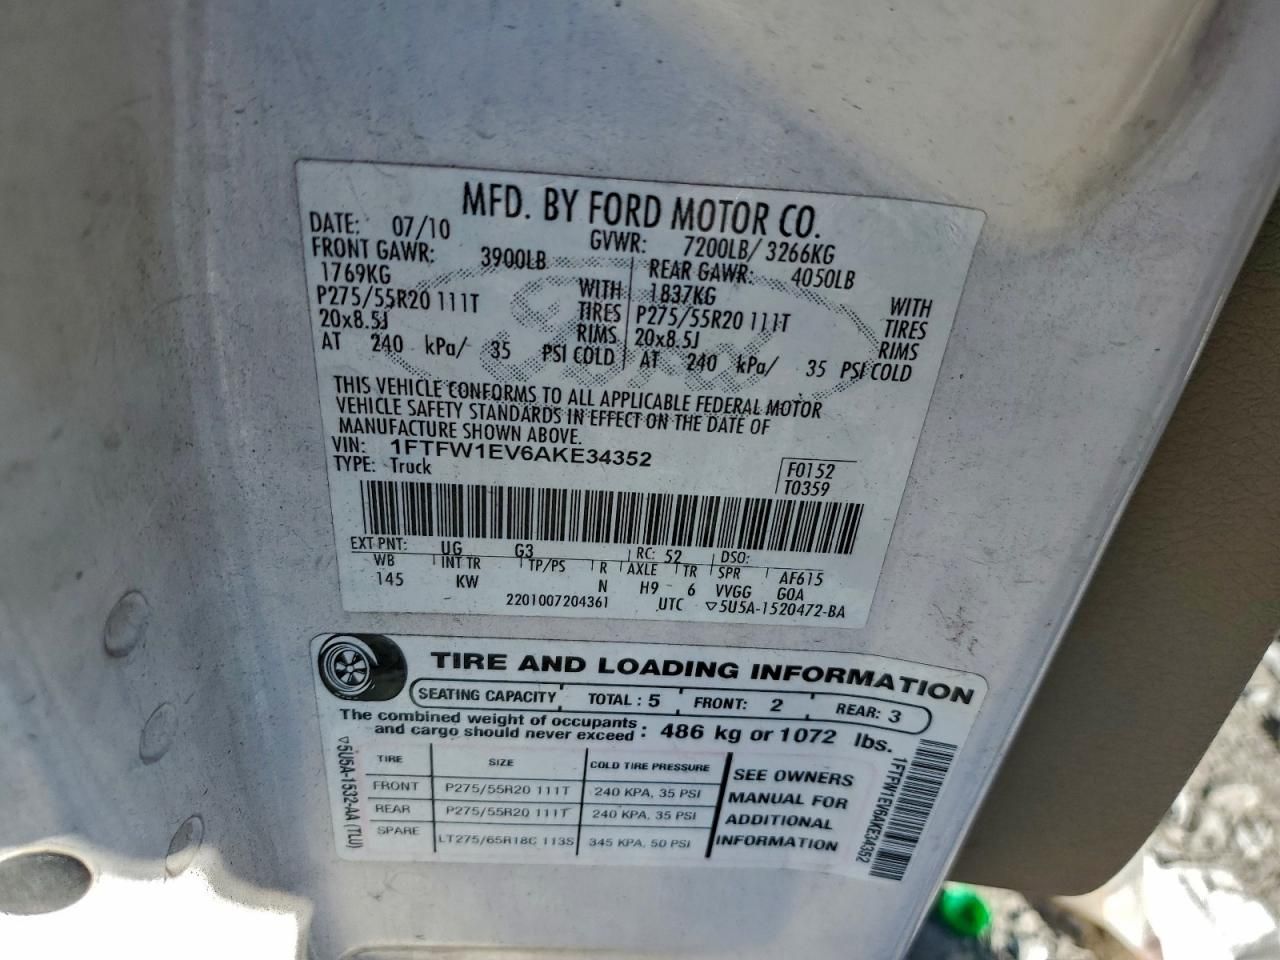 MFD. BY FORD MOTOR CO.
DATE: 07/10 GVWR: 7200LB/ 3266KG
FRONT GAWR: 3900LB REAR GAWR: 4050LB
1769KG WITH 1837KG WITH
P275/55R20 111T TIRES P275/55R20 111T TIRES
20x8.5J RIMS 20x8.5J RIMS
AT 240 kPa/ 35 PSI COLD AT 240 kPa/ 35 PSI COLD
THIS VEHICLE CONFORMS TO ALL APPLICABLE FEDERAL MOTOR
VEHICLE SAFETY STANDARDS IN EFFECT ON THE DATE OF
MANUFACTURE SHOWN ABOVE.
VIN: 1FTFW1EV6AKE34352
TYPE: Truck
F0152
T0359
EXT PNT: UG G3 RC: 52 DSO:
WB INT TR TP/PS R AXLE TR SPR AF615
145 KW N H9 6 VVGG GOA
2201007204361 UTC ▽5U5A-1520472-BA
TIRE AND LOADING INFORMATION
SEATING CAPACITY TOTAL : 5 FRONT: 2 REAR: 3
The combined weight of occupants
and cargo should never exceed : 486 kg or 1072 lbs.
TIRE SIZE COLD TIRE PRESSURE
FRONT P275/55R20 111T 240 KPA, 35 PSI
REAR P275/55R20 111T 240 KPA, 35 PSI
SPARE LT275/65R18C 113S 345 KPA, 50 PSI
SEE OWNERS
MANUAL FOR
ADDITIONAL
INFORMATION
▽5U5A-1532-AA (TLU)
1FTFW1EV6AKE34352